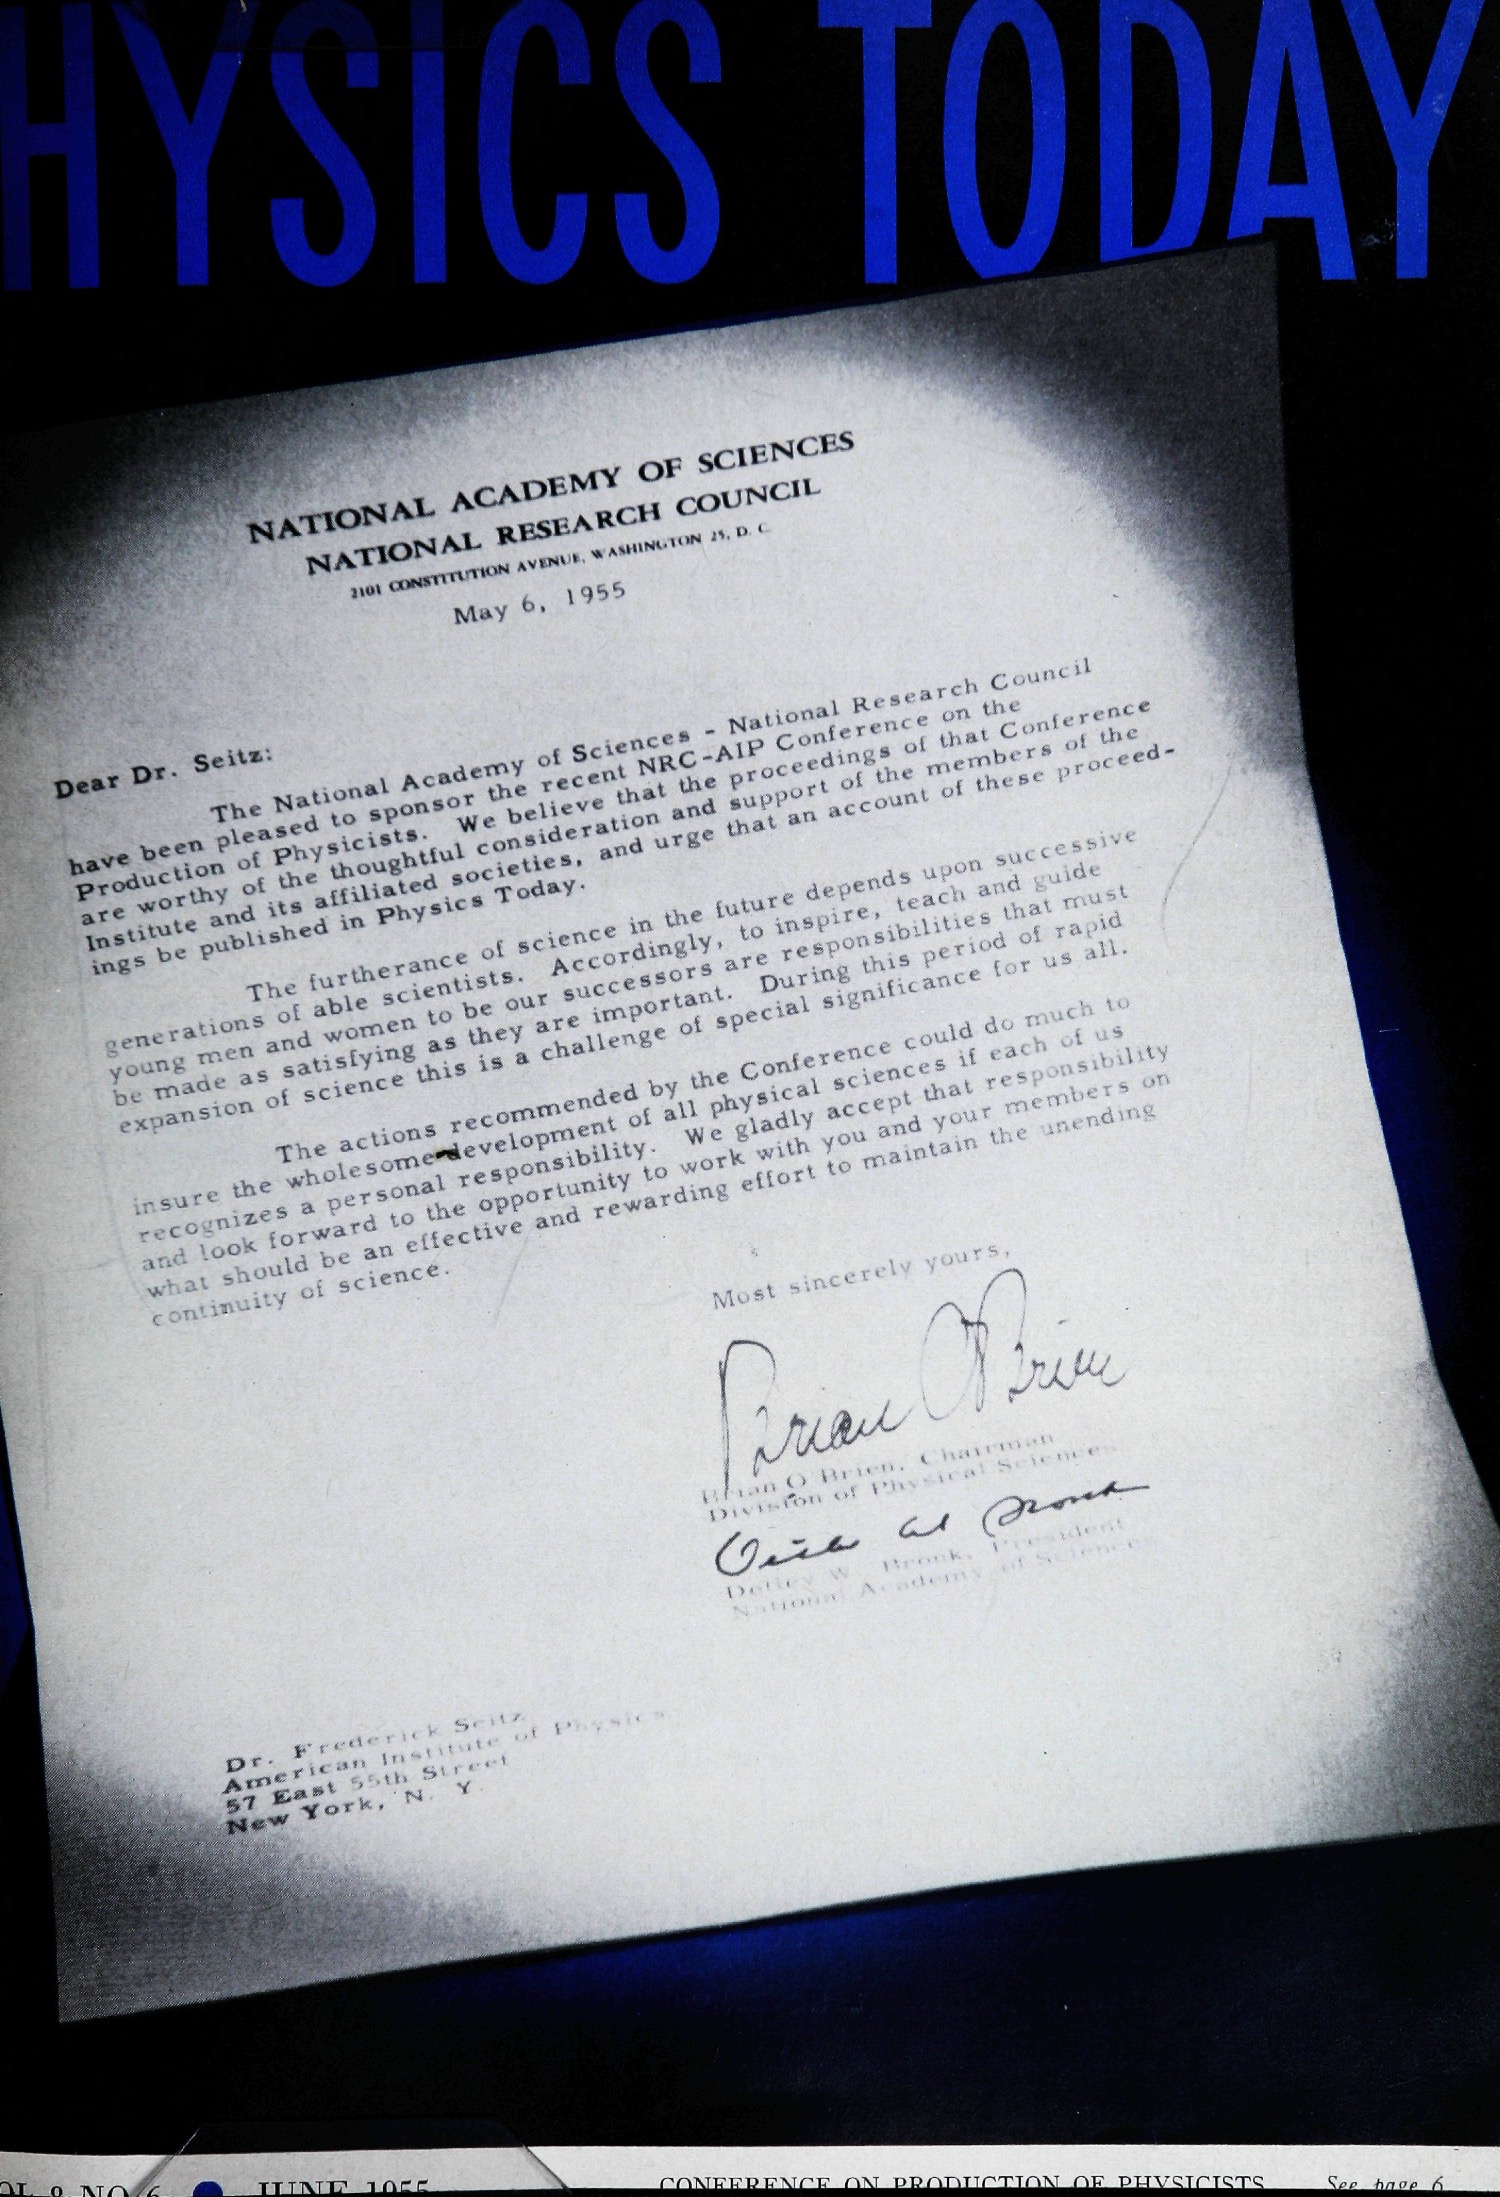 HYSICS TODAY
NATIONAL ACADEMY OF SCIENCES
NATIONAL RESEARCH COUNCIL
2101 CONSTITUTION AVENUE, WASHINGTON 25, D. C.
May 6, 1955
Dear Dr. Seitz:
The National Academy of Sciences - National Research Council
have been pleased to sponsor the recent NRC-AIP Conference on the
Production of Physicists. We believe that the proceedings of that Conference
are worthy of the thoughtful consideration and support of the members of the
Institute and its affiliated societies, and urge that an account of these proceed-
ings be published in Physics Today.
The furtherance of science in the future depends upon successive
generations of able scientists. Accordingly, to inspire, teach and guide
young men and women to be our successors are responsibilities that must
be made as satisfying as they are important. During this period of rapid
expansion of science this is a challenge of special significance for us all.
The actions recommended by the Conference could do much to
insure the wholesome development of all physical sciences if each of us
recognizes a personal responsibility. We gladly accept that responsibility
and look forward to the opportunity to work with you and your members on
what should be an effective and rewarding effort to maintain the unending
continuity of science.
Most sincerely yours,
Brian O'Brien
Brian O'Brien, Chairman
Division of Physical Sciences
Detlev W. Bronk, President
National Academy of Sciences
Dr. Frederick Seitz
American Institute of Physics
57 East 55th Street
New York, N. Y.
OL 8 NO 6 JUNE 1955 CONFERENCE ON PRODUCTION OF PHYSICISTS See page 6